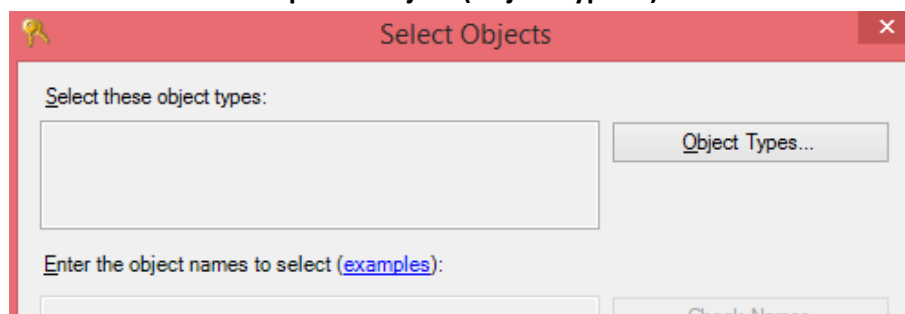 Select Objects
Select these object types:
Object Types...
Enter the object names to select (examples):